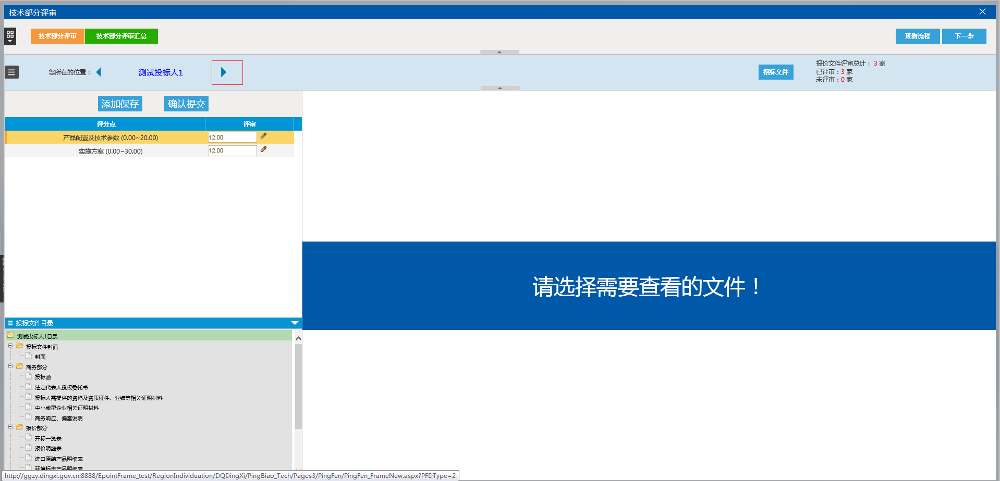 技术部分评审
技术部分评审 技术部分评审汇总 查看流程 下一步
您所在的位置： 测试投标人1 招标文件
报价文件评审总计： 3 家
已评审：3 家
未评审：0 家
添加保存 确认提交
评分点 评审
产品配置及技术参数 (0.00~20.00) 12.00
实施方案 (0.00~30.00) 12.00
请选择需要查看的文件！
投标文件目录
测试投标人1目录
投标文件封面
封面
商务部分
投标函
法定代表人授权委托书
投标人需提供的资格及资质证件、业绩等相关证明材料
中小微型企业相关证明材料
商务响应、偏离说明
报价部分
开标一览表
报价明细表
进口原装产品明细表
环境标志产品明细表
http://ggzy.dingxi.gov.cn:8888/EpointFrame_test/RegionIndividuation/DQDingXi/PingBiao_Tech/Pages3/PingFen/PingFen_FrameNew.aspx?PFDType=2